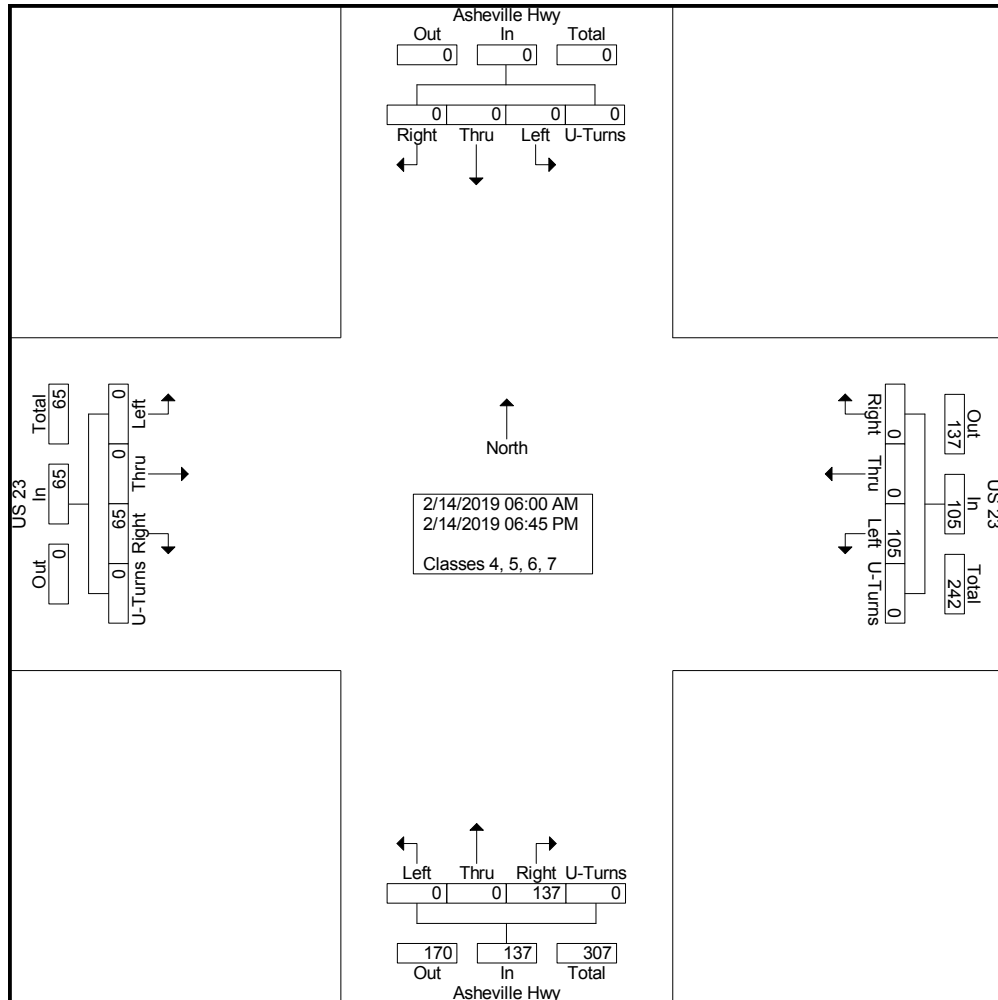 Asheville Hwy
Out In Total
0 0 0
0 0 0 0
Right Thru Left U-Turns
US 23
Total In Out
65 65 0
0 0 65 0
Left Thru Right U-Turns
North
2/14/2019 06:00 AM
2/14/2019 06:45 PM
Classes 4, 5, 6, 7
Right Thru Left U-Turns
0 0 105 0
Out In Total
137 105 242
US 23
Left Thru Right U-Turns
0 0 137 0
170 137 307
Out In Total
Asheville Hwy